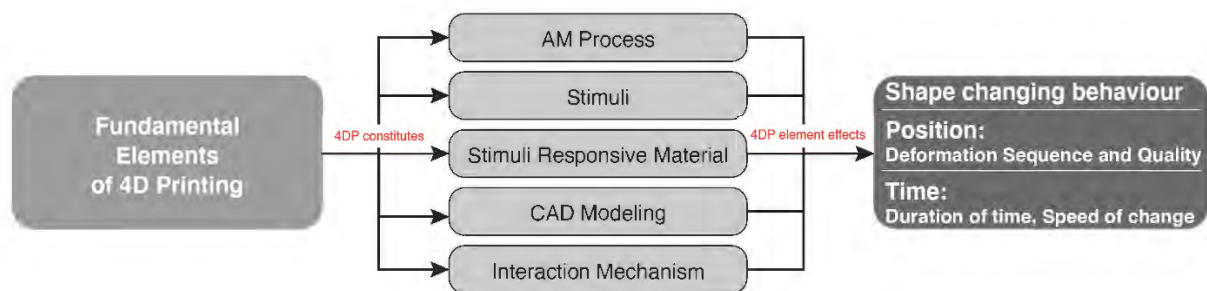 Fundamental
Elements
of 4D Printing
4DP constitutes
AM Process
Stimuli
Stimuli Responsive Material
CAD Modeling
Interaction Mechanism
4DP element effects
Shape changing behaviour
Position:
Deformation Sequence and Quality
Time:
Duration of time, Speed of change